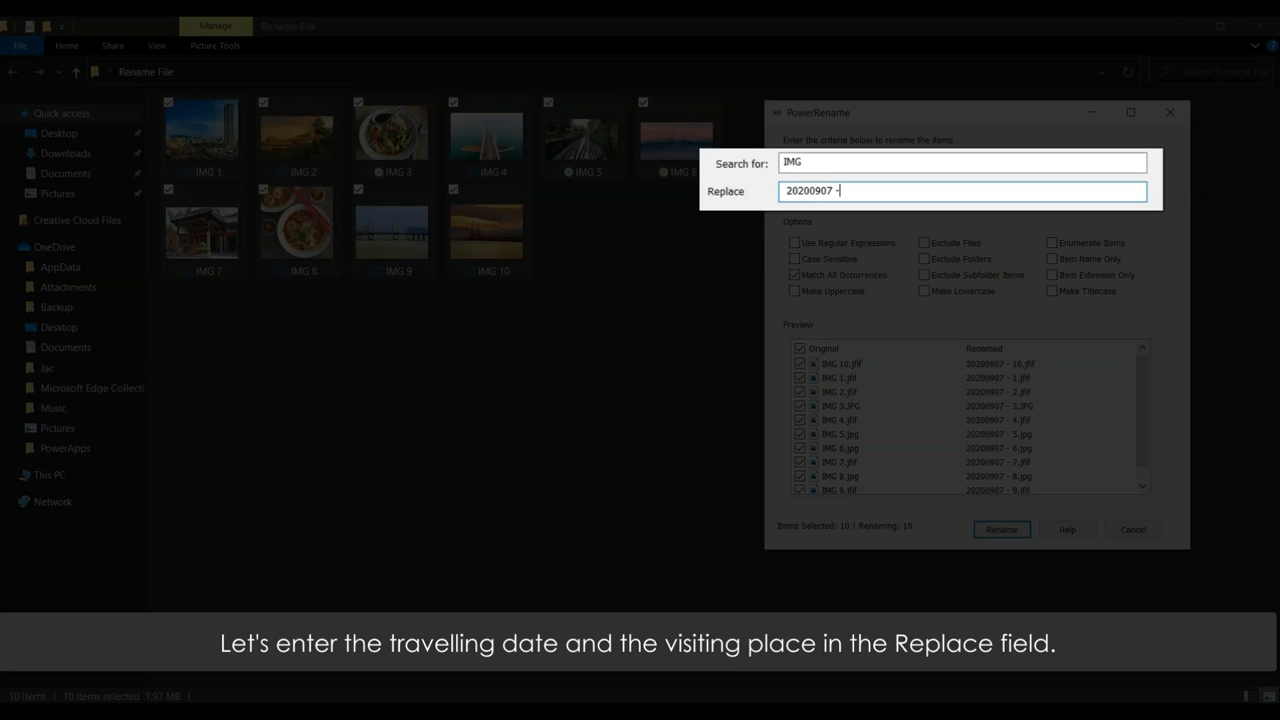 Manage
Rename File
File
Home
Share
View
Picture Tools
Rename File
Search Rename File
Quick access
Desktop
Downloads
Documents
Pictures
Creative Cloud Files
OneDrive
AppData
Attachments
Backup
Desktop
Documents
Jac
Microsoft Edge Collecti
Music
Pictures
PowerApps
This PC
Network
IMG 1
IMG 2
IMG 3
IMG 4
IMG 5
IMG 6
IMG 7
IMG 8
IMG 9
IMG 10
PowerRename
Enter the criteria below to rename the items
Search for: IMG
Replace 20200907 -
Options
Use Regular Expressions Exclude Files Enumerate Items
Case Sensitive Exclude Folders Item Name Only
Match All Occurrences Exclude Subfolder Items Item Extension Only
Make Uppercase Make Lowercase Make Titlecase
Preview
Original Renamed
IMG 10.jfif 20200907 - 10.jfif
IMG 1.jfif 20200907 - 1.jfif
IMG 2.jfif 20200907 - 2.jfif
IMG 3.JPG 20200907 - 3.JPG
IMG 4.jfif 20200907 - 4.jfif
IMG 5.jpg 20200907 - 5.jpg
IMG 6.jpg 20200907 - 6.jpg
IMG 7.jfif 20200907 - 7.jfif
IMG 8.jpg 20200907 - 8.jpg
IMG 9.jfif 20200907 - 9.jfif
Items Selected: 10 | Renaming: 10
Rename
Help
Cancel
Let's enter the travelling date and the visiting place in the Replace field.
10 items | 10 items selected 1.97 MB |